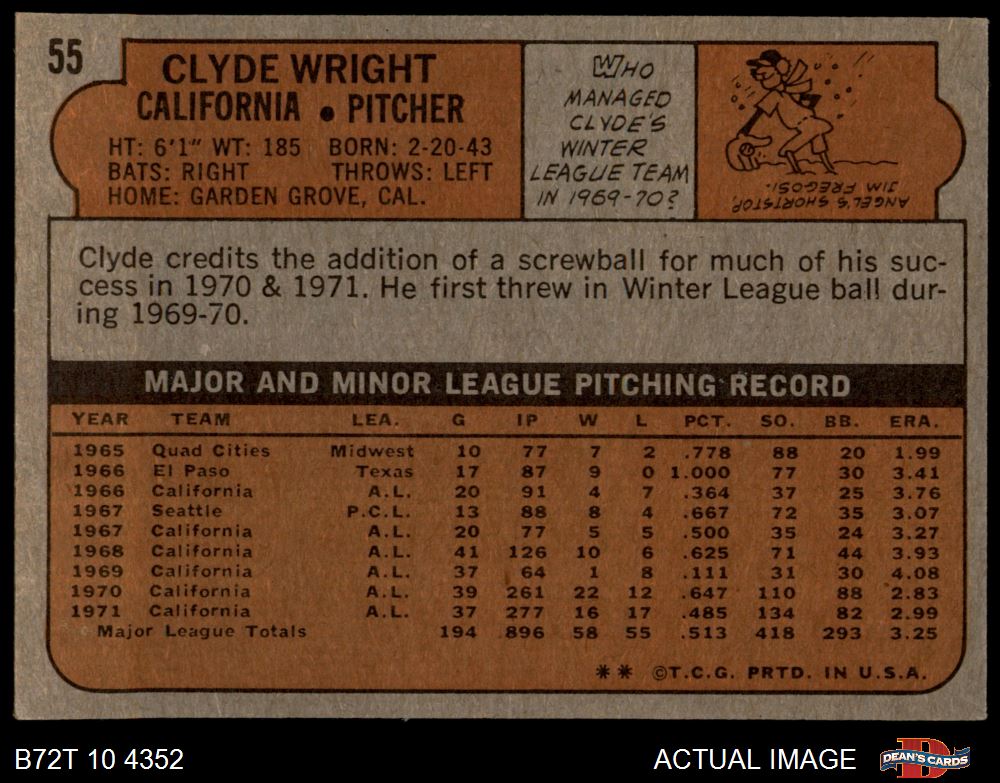 55
CLYDE WRIGHT
CALIFORNIA • PITCHER
HT: 6'1" WT: 185 BORN: 2-20-43
BATS: RIGHT THROWS: LEFT
HOME: GARDEN GROVE, CAL.
WHO
MANAGED
CLYDE'S
WINTER
LEAGUE TEAM
IN 1969-70?
ANGEL'S SHORTSTOP
JIM FREGOSI.
Clyde credits the addition of a screwball for much of his suc-
cess in 1970 & 1971. He first threw in Winter League ball dur-
ing 1969-70.
MAJOR AND MINOR LEAGUE PITCHING RECORD
YEAR TEAM LEA. G IP W L PCT. SO. BB. ERA.
1965 Quad Cities Midwest 10 77 7 2 .778 88 20 1.99
1966 El Paso Texas 17 87 9 0 1.000 77 30 3.41
1966 California A.L. 20 91 4 7 .364 37 25 3.76
1967 Seattle P.C.L. 13 88 8 4 .667 72 35 3.07
1967 California A.L. 20 77 5 5 .500 35 24 3.27
1968 California A.L. 41 126 10 6 .625 71 44 3.93
1969 California A.L. 37 64 1 8 .111 31 30 4.08
1970 California A.L. 39 261 22 12 .647 110 88 2.83
1971 California A.L. 37 277 16 17 .485 134 82 2.99
Major League Totals 194 896 58 55 .513 418 293 3.25
** ©T.C.G. PRTD. IN U.S.A.
B72T 10 4352 ACTUAL IMAGE DEAN'S CARDS